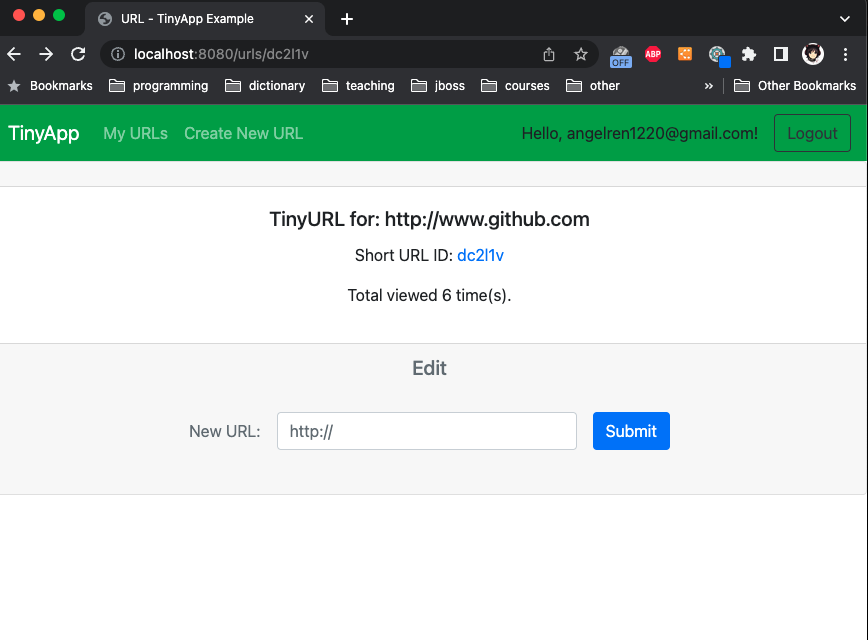 URL - TinyApp Example
localhost:8080/urls/dc2l1v
OFF
ABP
Bookmarks programming dictionary teaching jboss courses other » Other Bookmarks
TinyApp My URLs Create New URL Hello, angelren1220@gmail.com! Logout
TinyURL for: http://www.github.com
Short URL ID: dc2l1v
Total viewed 6 time(s).
Edit
New URL: http:// Submit